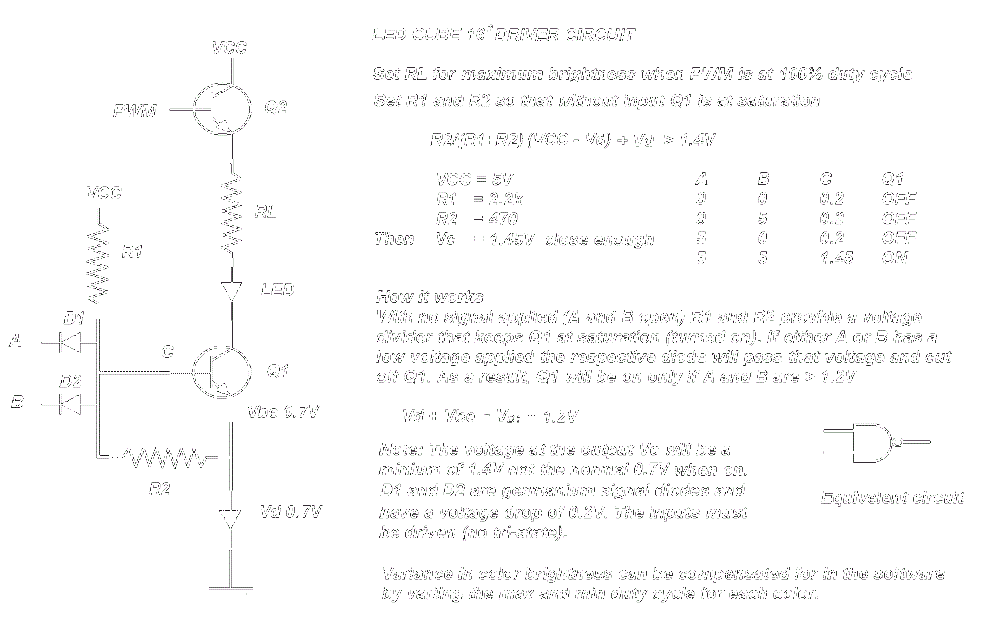 LED CUBE 16³ DRIVER CIRCUIT
Set RL for maximum brightness when PWM is at 100% duty cycle
Set R1 and R2 so that without input Q1 is at saturation
R2/(R1+R2) (VCC - Vd) + Vd > 1.4V
VCC = 5V
R1 = 2.2k
R2 = 470
Then Vc = 1.45V close enough
A B C Q1
0 0 0.2 OFF
0 5 0.3 OFF
5 0 0.2 OFF
5 5 1.45 ON
How it works
With no signal applied (A and B open) R1 and R2 provide a voltage
divider that keeps Q1 at saturation (turned on). If either A or B has a
low voltage applied the respective diode will pass that voltage and cut
off Q1. As a result, Q1 will be on only if A and B are > 1.2V
Vd + Vbe - = 1.2V
Note: The voltage at the output Vc will be a
minium of 1.4V not the normal 0.7V when on.
D1 and D2 are germanium signal diodes and
have a voltage drop of 0.2V. The inputs must
be driven (no tri-state).
Variance in color brightness can be compensated for in the software
by varing the max and min duty cycle for each color.
VCC
PWM
Q2
VCC
RL
R1
LED
D1
A
C
D2
Q1
B
Vbe 0.7V
R2
Vd 0.7V
Equivalent circuit